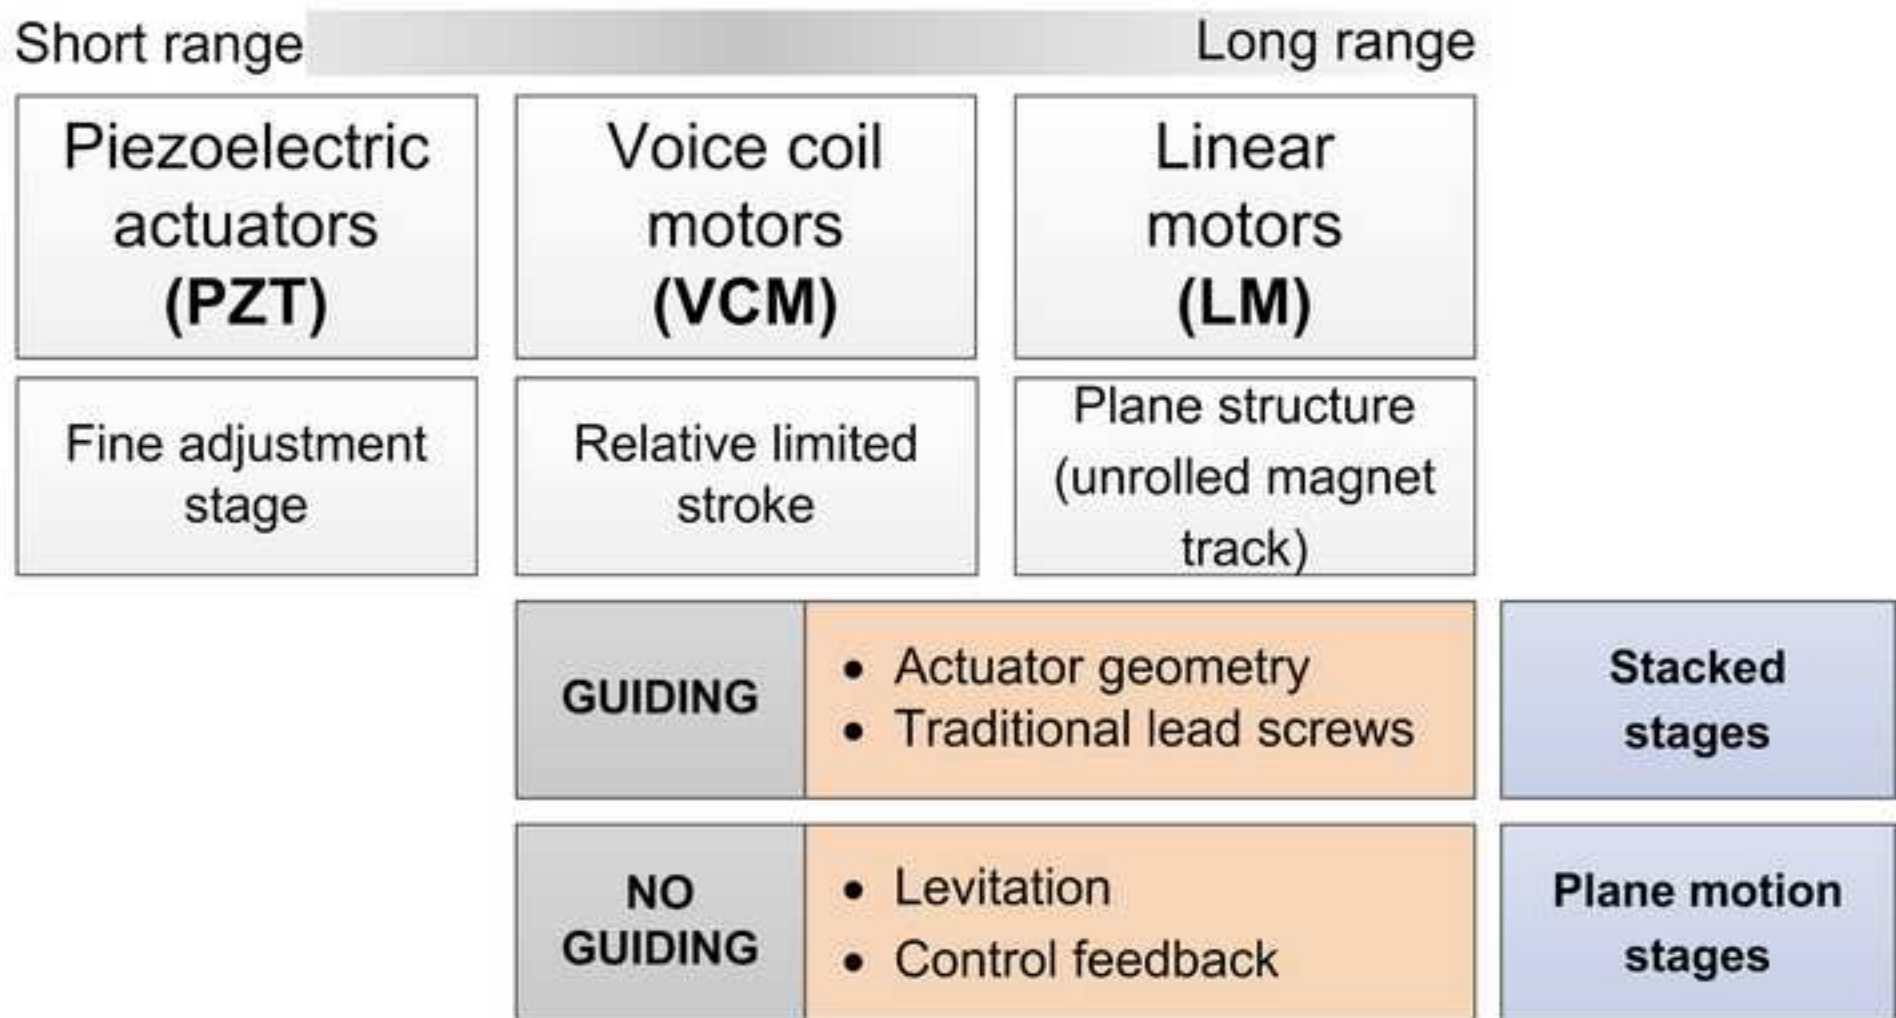 Short range Long range
Piezoelectric
actuators
(PZT)
Voice coil
motors
(VCM)
Linear
motors
(LM)
Fine adjustment
stage
Relative limited
stroke
Plane structure
(unrolled magnet
track)
GUIDING
• Actuator geometry
• Traditional lead screws
Stacked
stages
NO
GUIDING
• Levitation
• Control feedback
Plane motion
stages